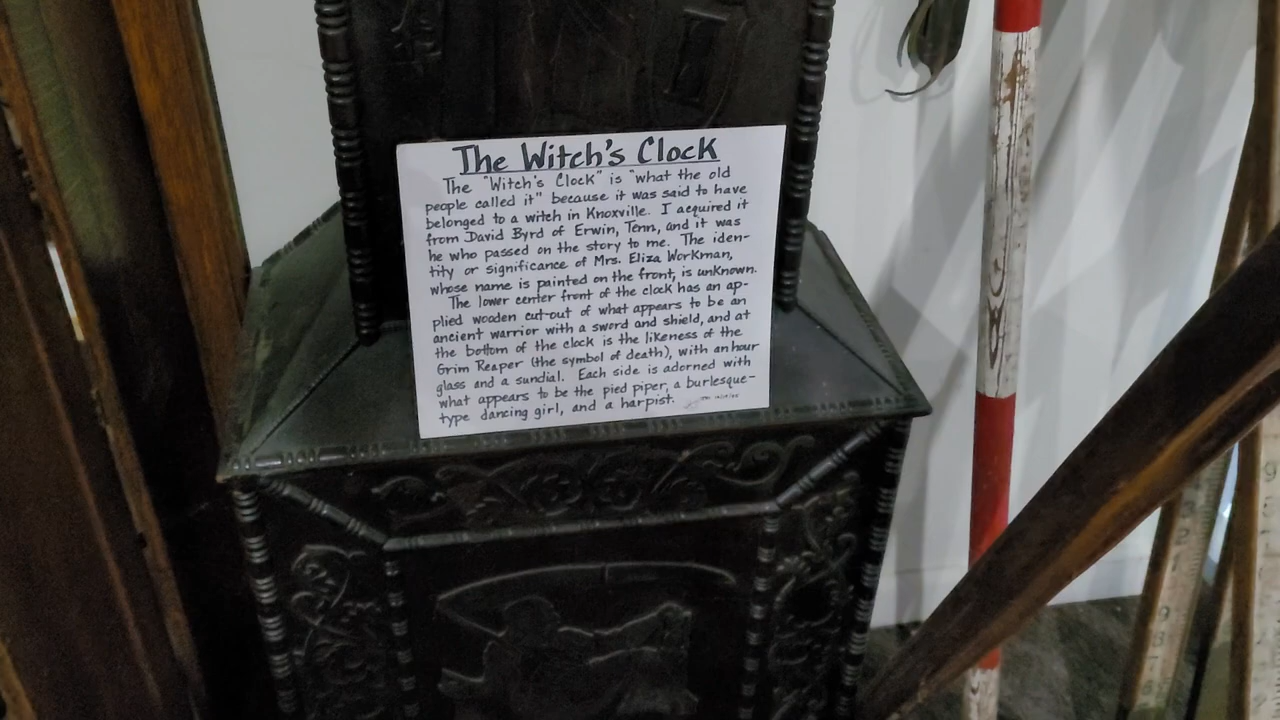 The Witch's Clock
The "Witch's Clock" is "what the old
people called it" because it was said to have
belonged to a witch in Knoxville. I acquired it
from David Byrd of Erwin, Tenn, and it was
he who passed on the story to me. The iden-
tity or significance of Mrs. Eliza Workman,
whose name is painted on the front, is unknown.
The lower center front of the clock has an ap-
plied wooden cut-out of what appears to be an
ancient warrior with a sword and shield, and at
the bottom of the clock is the likeness of the
Grim Reaper (the symbol of death), with an hour
glass and a sundial. Each side is adorned with
what appears to be the pied piper, a burlesque-
type dancing girl, and a harpist.